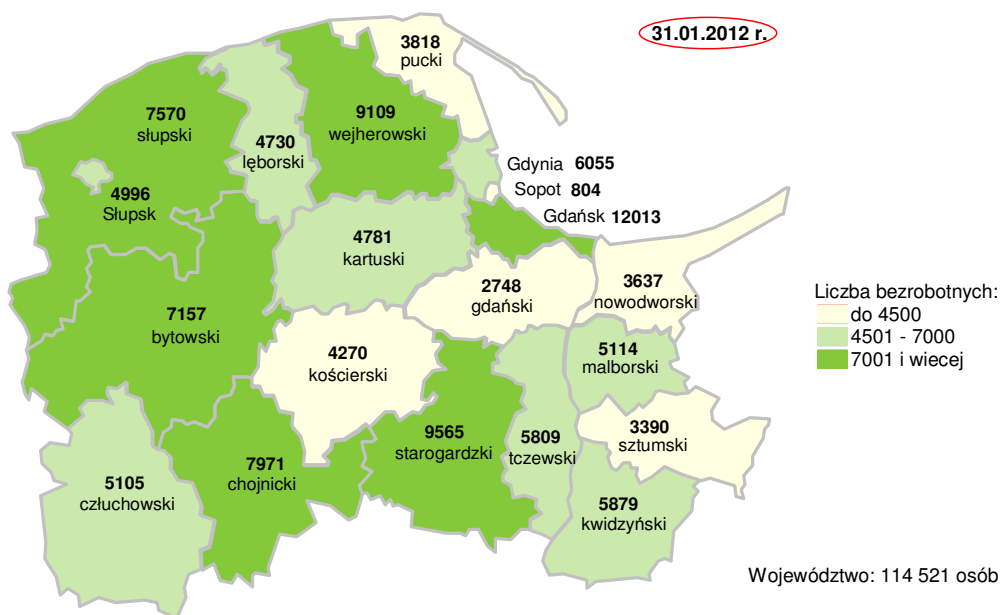 31.01.2012 r.
3818
pucki
7570
słupski
9109
wejherowski
4730
lęborski
Gdynia 6055
Sopot 804
Gdańsk 12013
4996
Słupsk
4781
kartuski
2748
gdański
3637
nowodworski
7157
bytowski
4270
kościerski
5114
malborski
9565
starogardzki
5809
tczewski
3390
sztumski
7971
chojnicki
5105
człuchowski
5879
kwidzyński
Liczba bezrobotnych:
do 4500
4501 - 7000
7001 i wiecej
Województwo: 114 521 osób